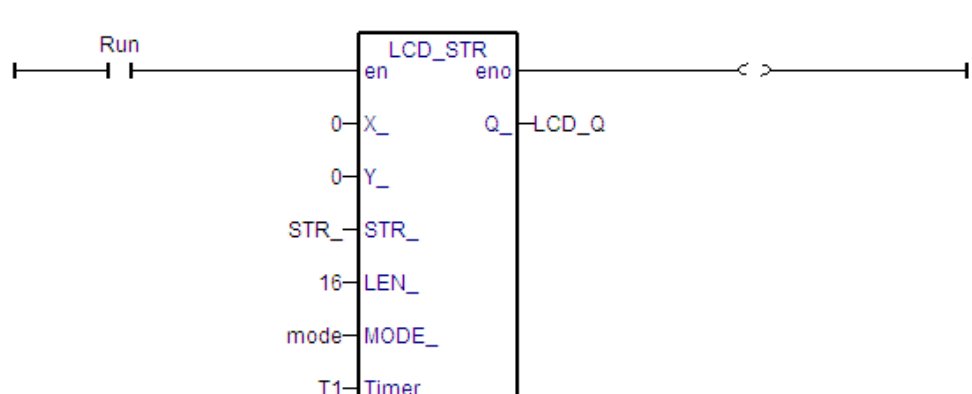 Run
LCD_STR
en eno
0 X_ Q_ LCD_Q
0 Y_
STR_ STR_
16 LEN_
mode MODE_
T1 Timer